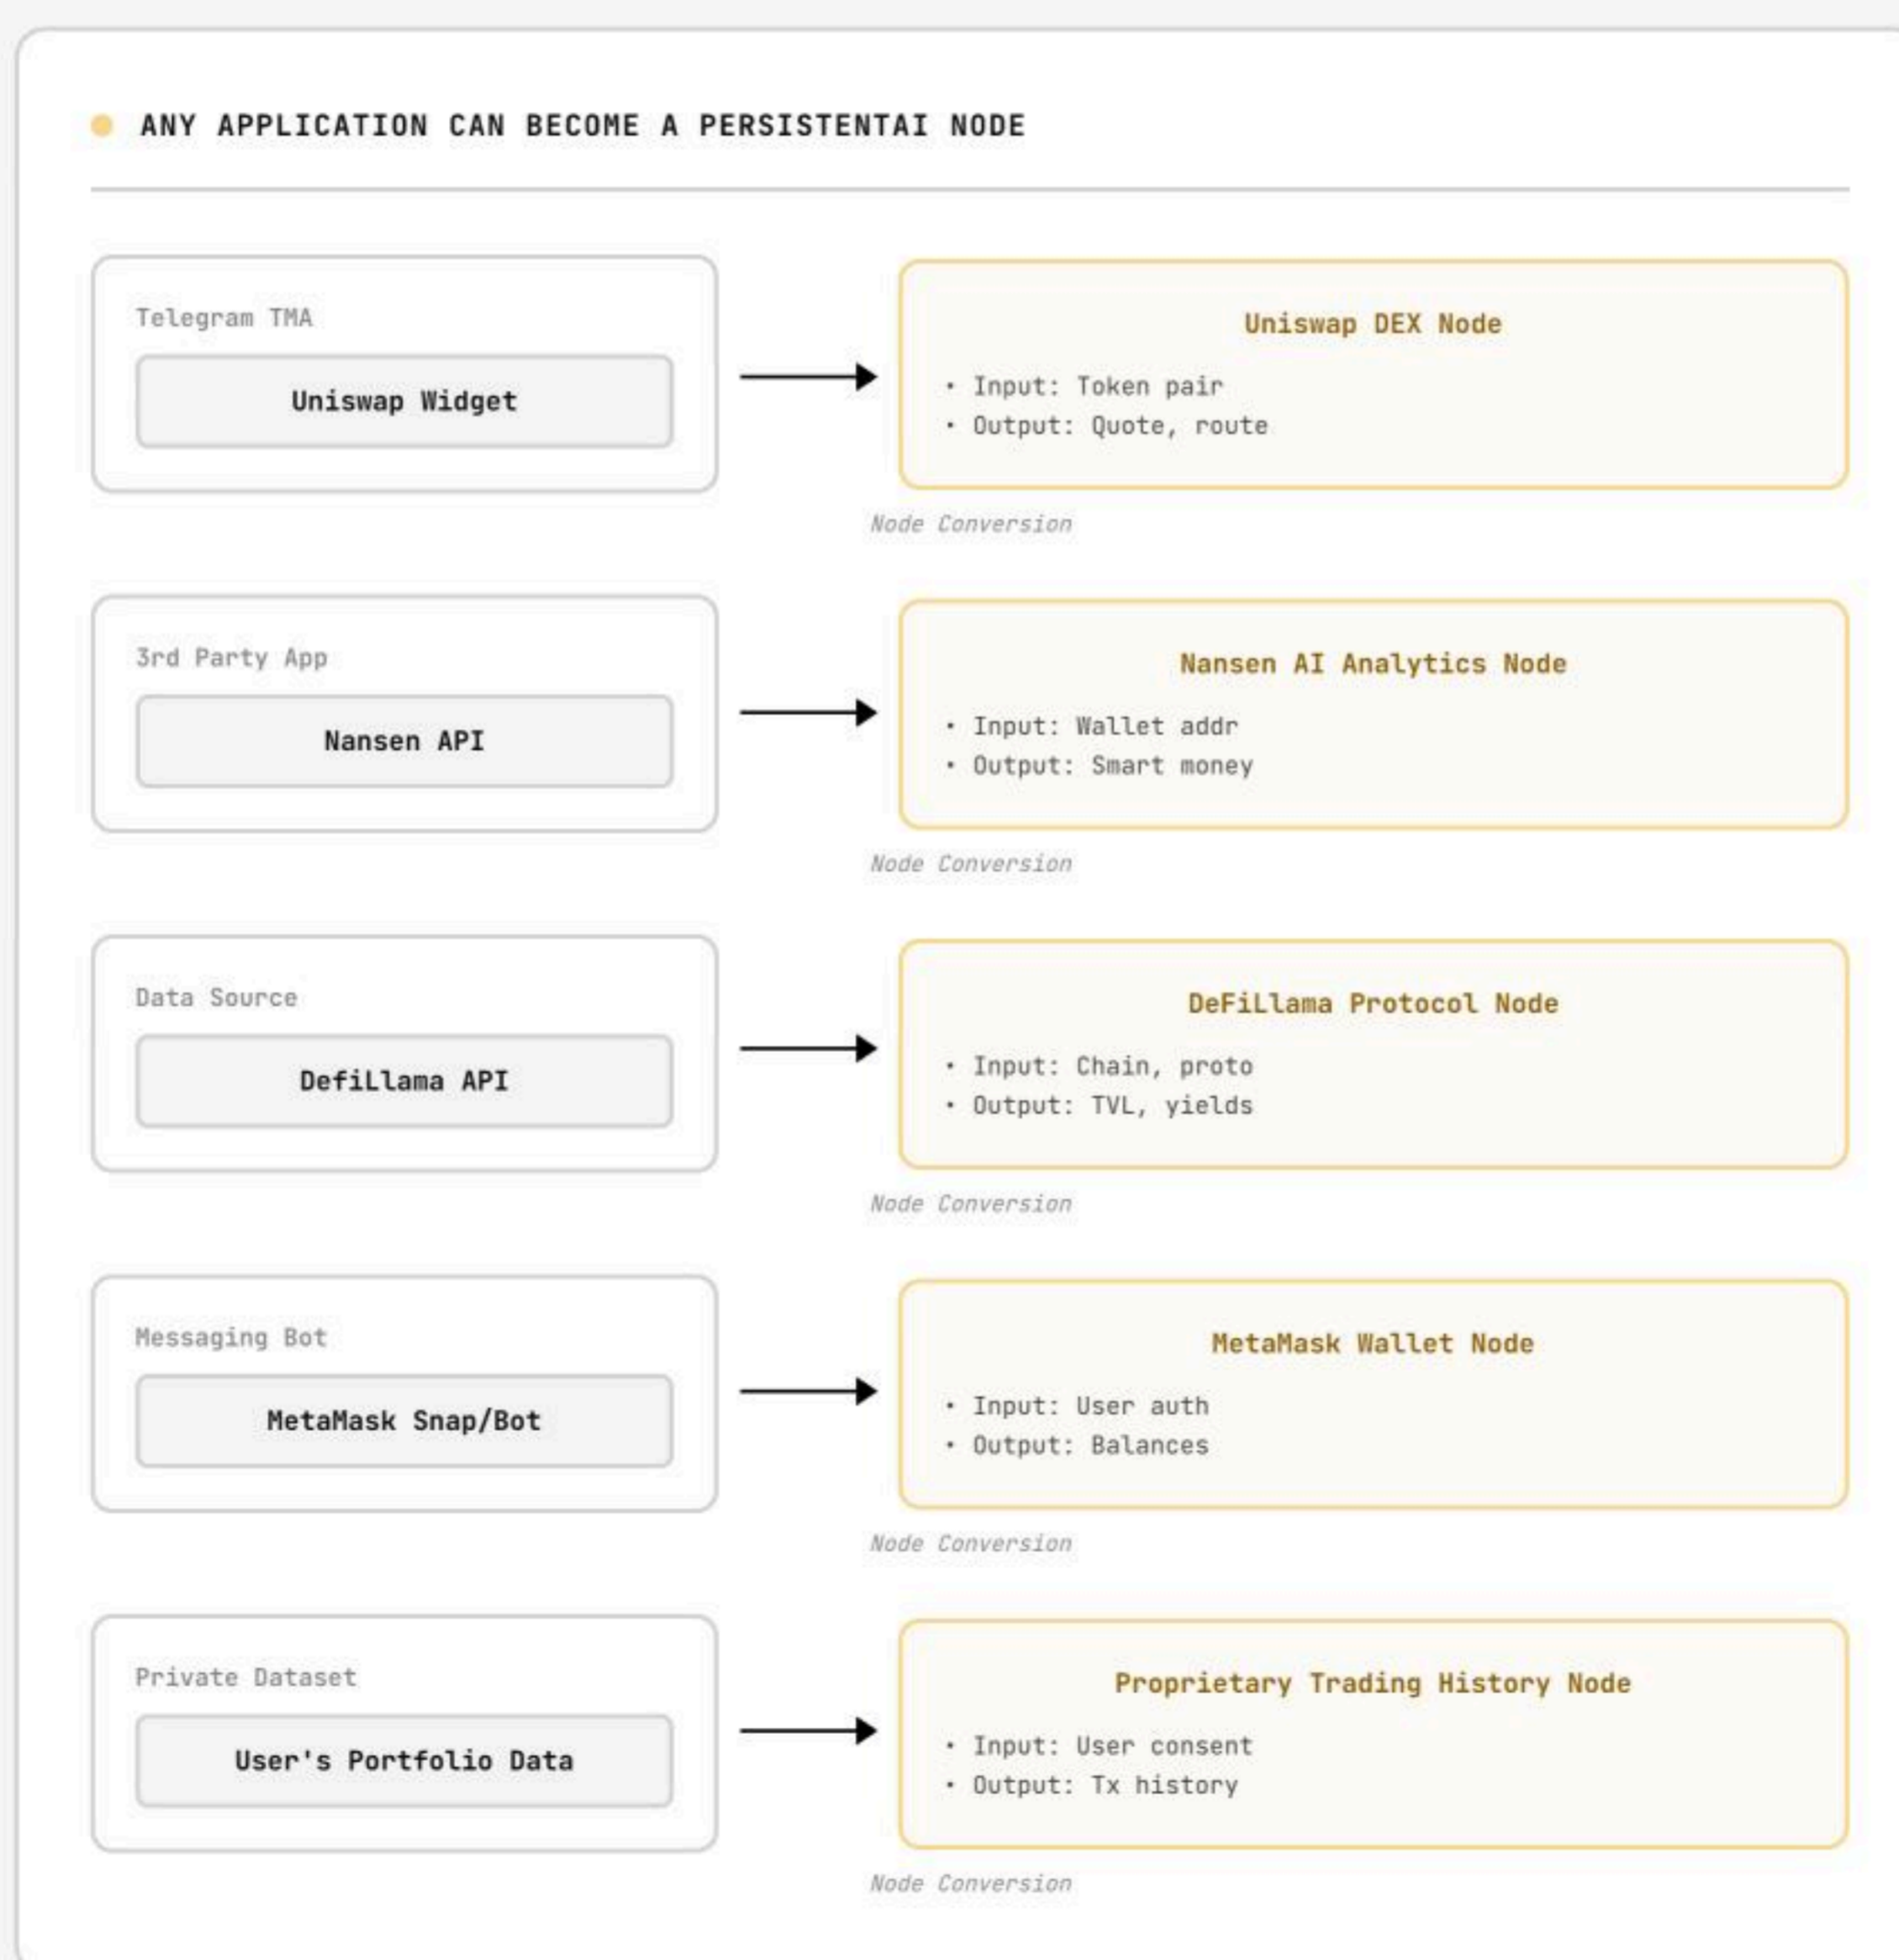 ANY APPLICATION CAN BECOME A PERSISTENTAI NODE
Telegram TMA
Uniswap Widget
Uniswap DEX Node
• Input: Token pair
• Output: Quote, route
Node Conversion
3rd Party App
Nansen API
Nansen AI Analytics Node
• Input: Wallet addr
• Output: Smart money
Node Conversion
Data Source
DefiLlama API
DeFiLlama Protocol Node
• Input: Chain, proto
• Output: TVL, yields
Node Conversion
Messaging Bot
MetaMask Snap/Bot
MetaMask Wallet Node
• Input: User auth
• Output: Balances
Node Conversion
Private Dataset
User's Portfolio Data
Proprietary Trading History Node
• Input: User consent
• Output: Tx history
Node Conversion